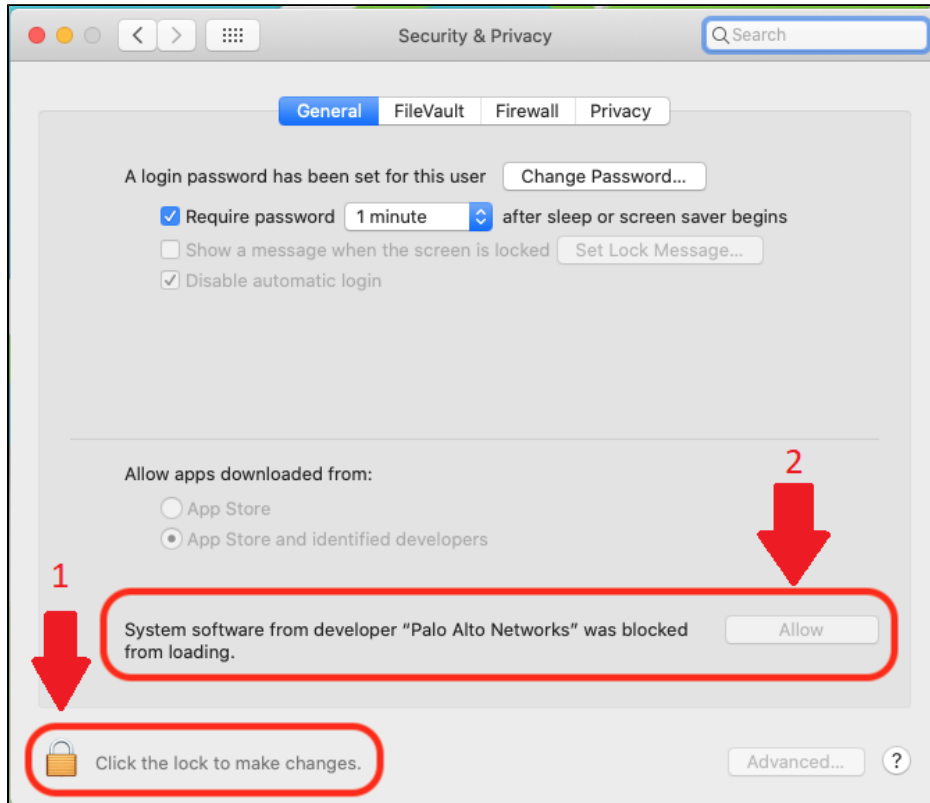 Security & Privacy
Search
General FileVault Firewall Privacy
A login password has been set for this user Change Password...
Require password 1 minute after sleep or screen saver begins
Show a message when the screen is locked Set Lock Message...
Disable automatic login
2
Allow apps downloaded from:
App Store
App Store and identified developers
1
System software from developer “Palo Alto Networks” was blocked
from loading.
Allow
Click the lock to make changes.
Advanced... ?